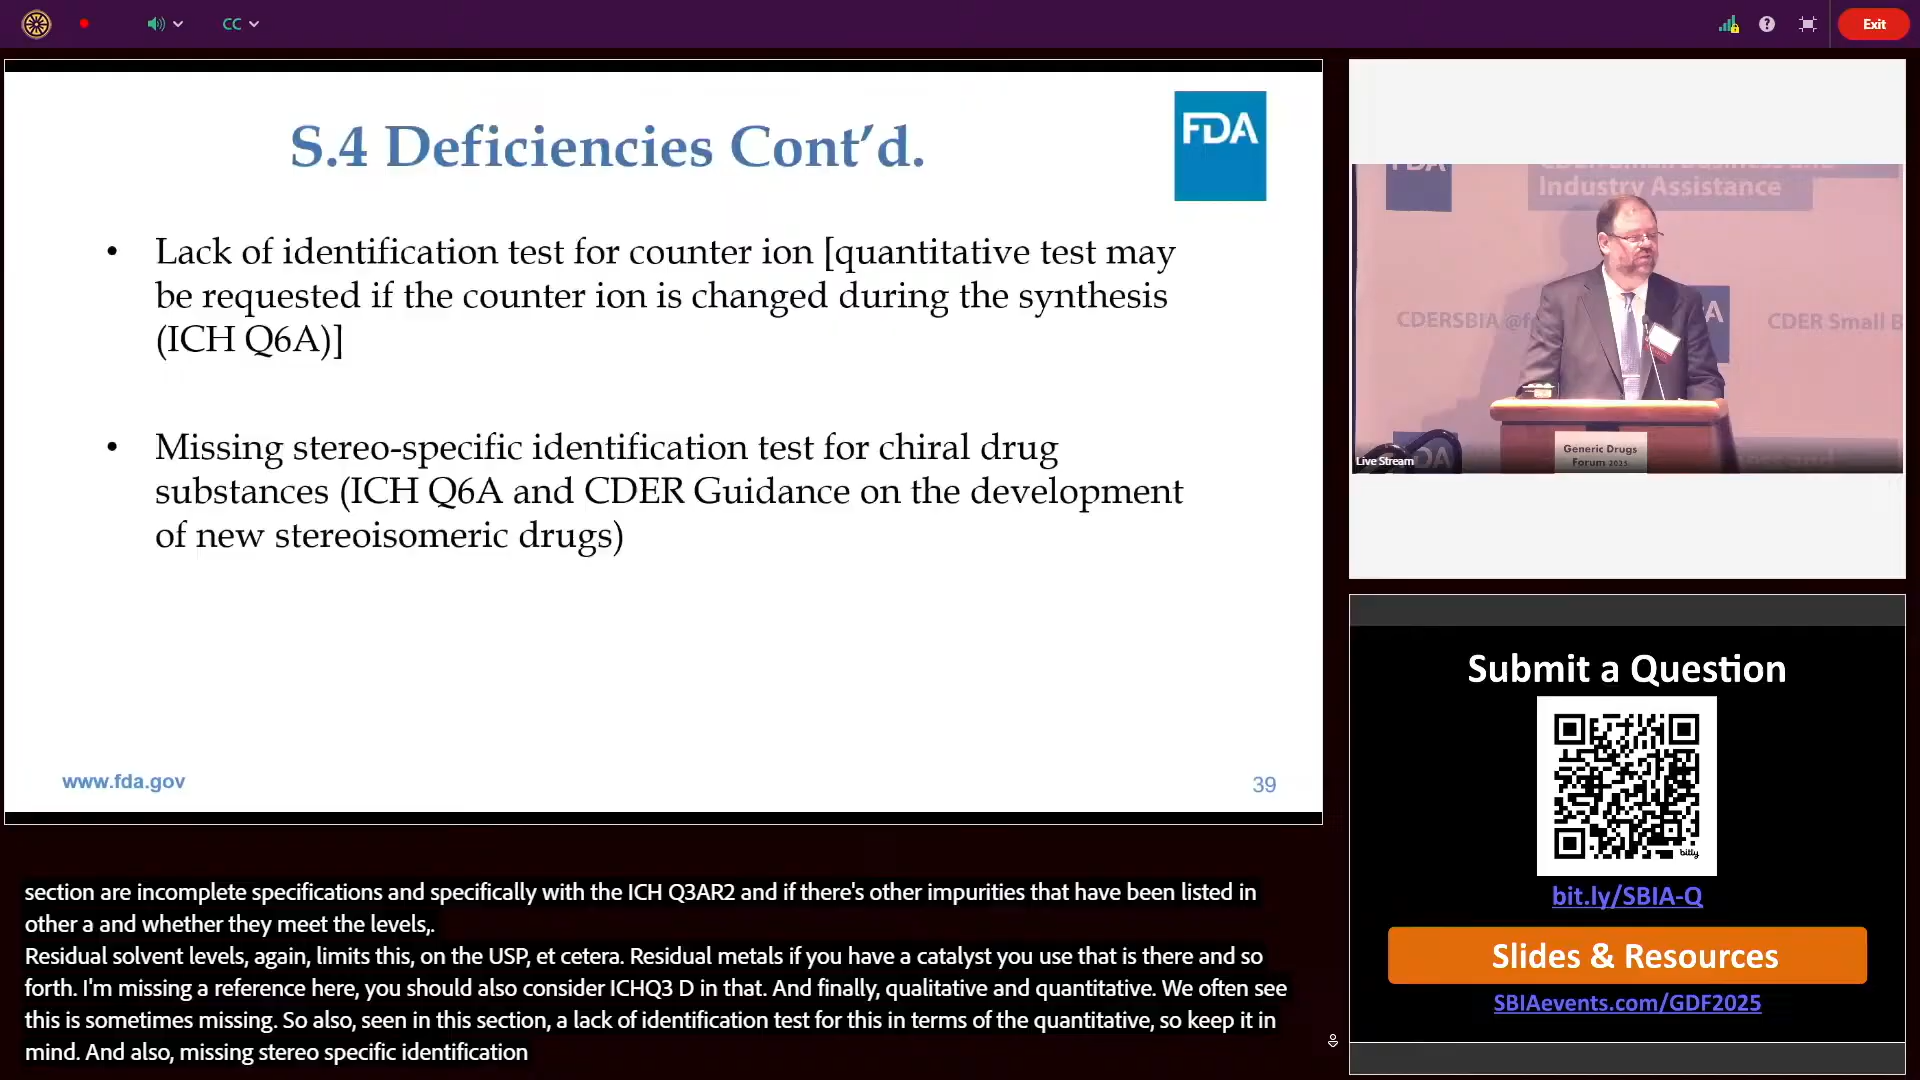 CC
Exit
S.4 Deficiencies Cont’d.
FDA
• Lack of identification test for counter ion [quantitative test may
be requested if the counter ion is changed during the synthesis
(ICH Q6A)]
• Missing stereo-specific identification test for chiral drug
substances (ICH Q6A and CDER Guidance on the development
of new stereoisomeric drugs)
www.fda.gov
39
section are incomplete specifications and specifically with the ICH Q3AR2 and if there's other impurities that have been listed in
other a and whether they meet the levels,.
Residual solvent levels, again, limits this, on the USP, et cetera. Residual metals if you have a catalyst you use that is there and so
forth. I'm missing a reference here, you should also consider ICHQ3 D in that. And finally, qualitative and quantitative. We often see
this is sometimes missing. So also, seen in this section, a lack of identification test for this in terms of the quantitative, so keep it in
mind. And also, missing stereo specific identification
FDA
CDER Small Business and
Industry Assistance
CDERSBIA @f
A
CDER Small B
Generic Drugs
Forum 2025
DA
Live Stream
Submit a Question
bitly
bit.ly/SBIA-Q
Slides & Resources
SBIAevents.com/GDF2025